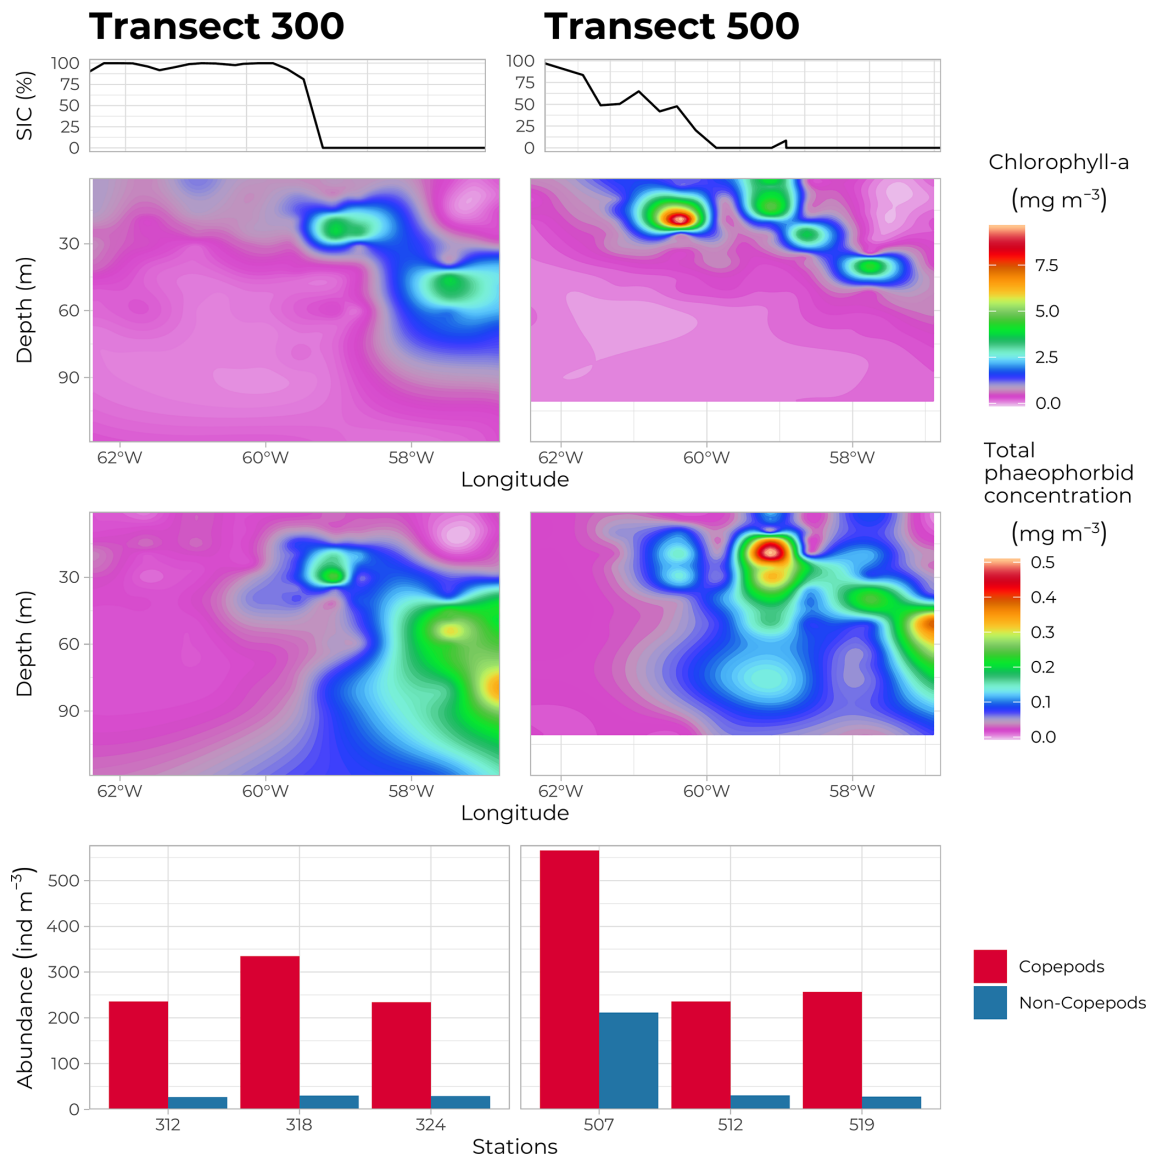 Transect 300 Transect 500
SIC (%)
100
75
50
25
0
100
75
50
25
0
Depth (m)
30
60
90
62°W 60°W 58°W 62°W 60°W 58°W
Longitude
Chlorophyll-a
(mg m−3)
7.5
5.0
2.5
0.0
Depth (m)
30
60
90
62°W 60°W 58°W 62°W 60°W 58°W
Longitude
Total
phaeophorbid
concentration
(mg m−3)
0.5
0.4
0.3
0.2
0.1
0.0
Abundance (ind m−3)
500
400
300
200
100
0
312 318 324 507 512 519
Stations
Copepods
Non-Copepods